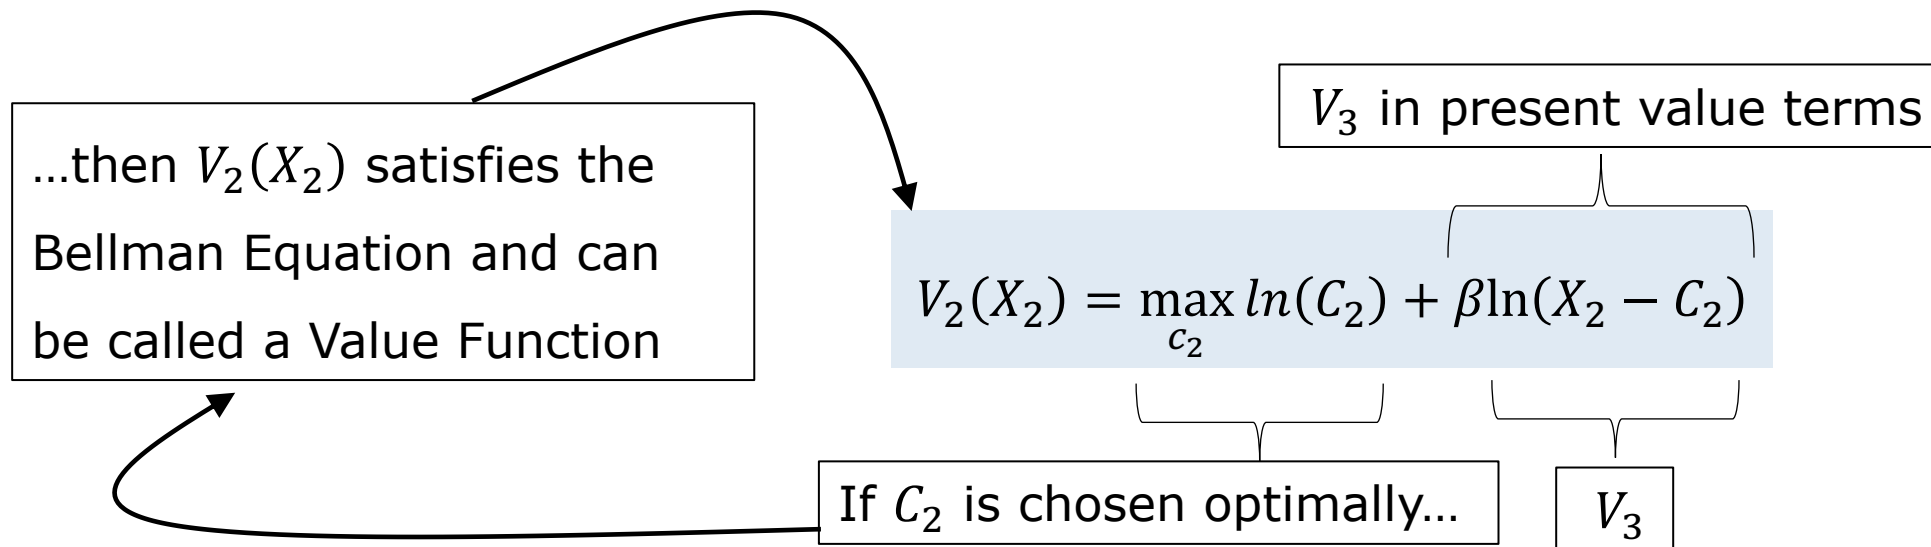 V₃ in present value terms
…then V₂(X₂) satisfies the
Bellman Equation and can
be called a Value Function
V₂(X₂) = max ln(C₂) + βln(X₂ − C₂)
c₂
If C₂ is chosen optimally…
V₃